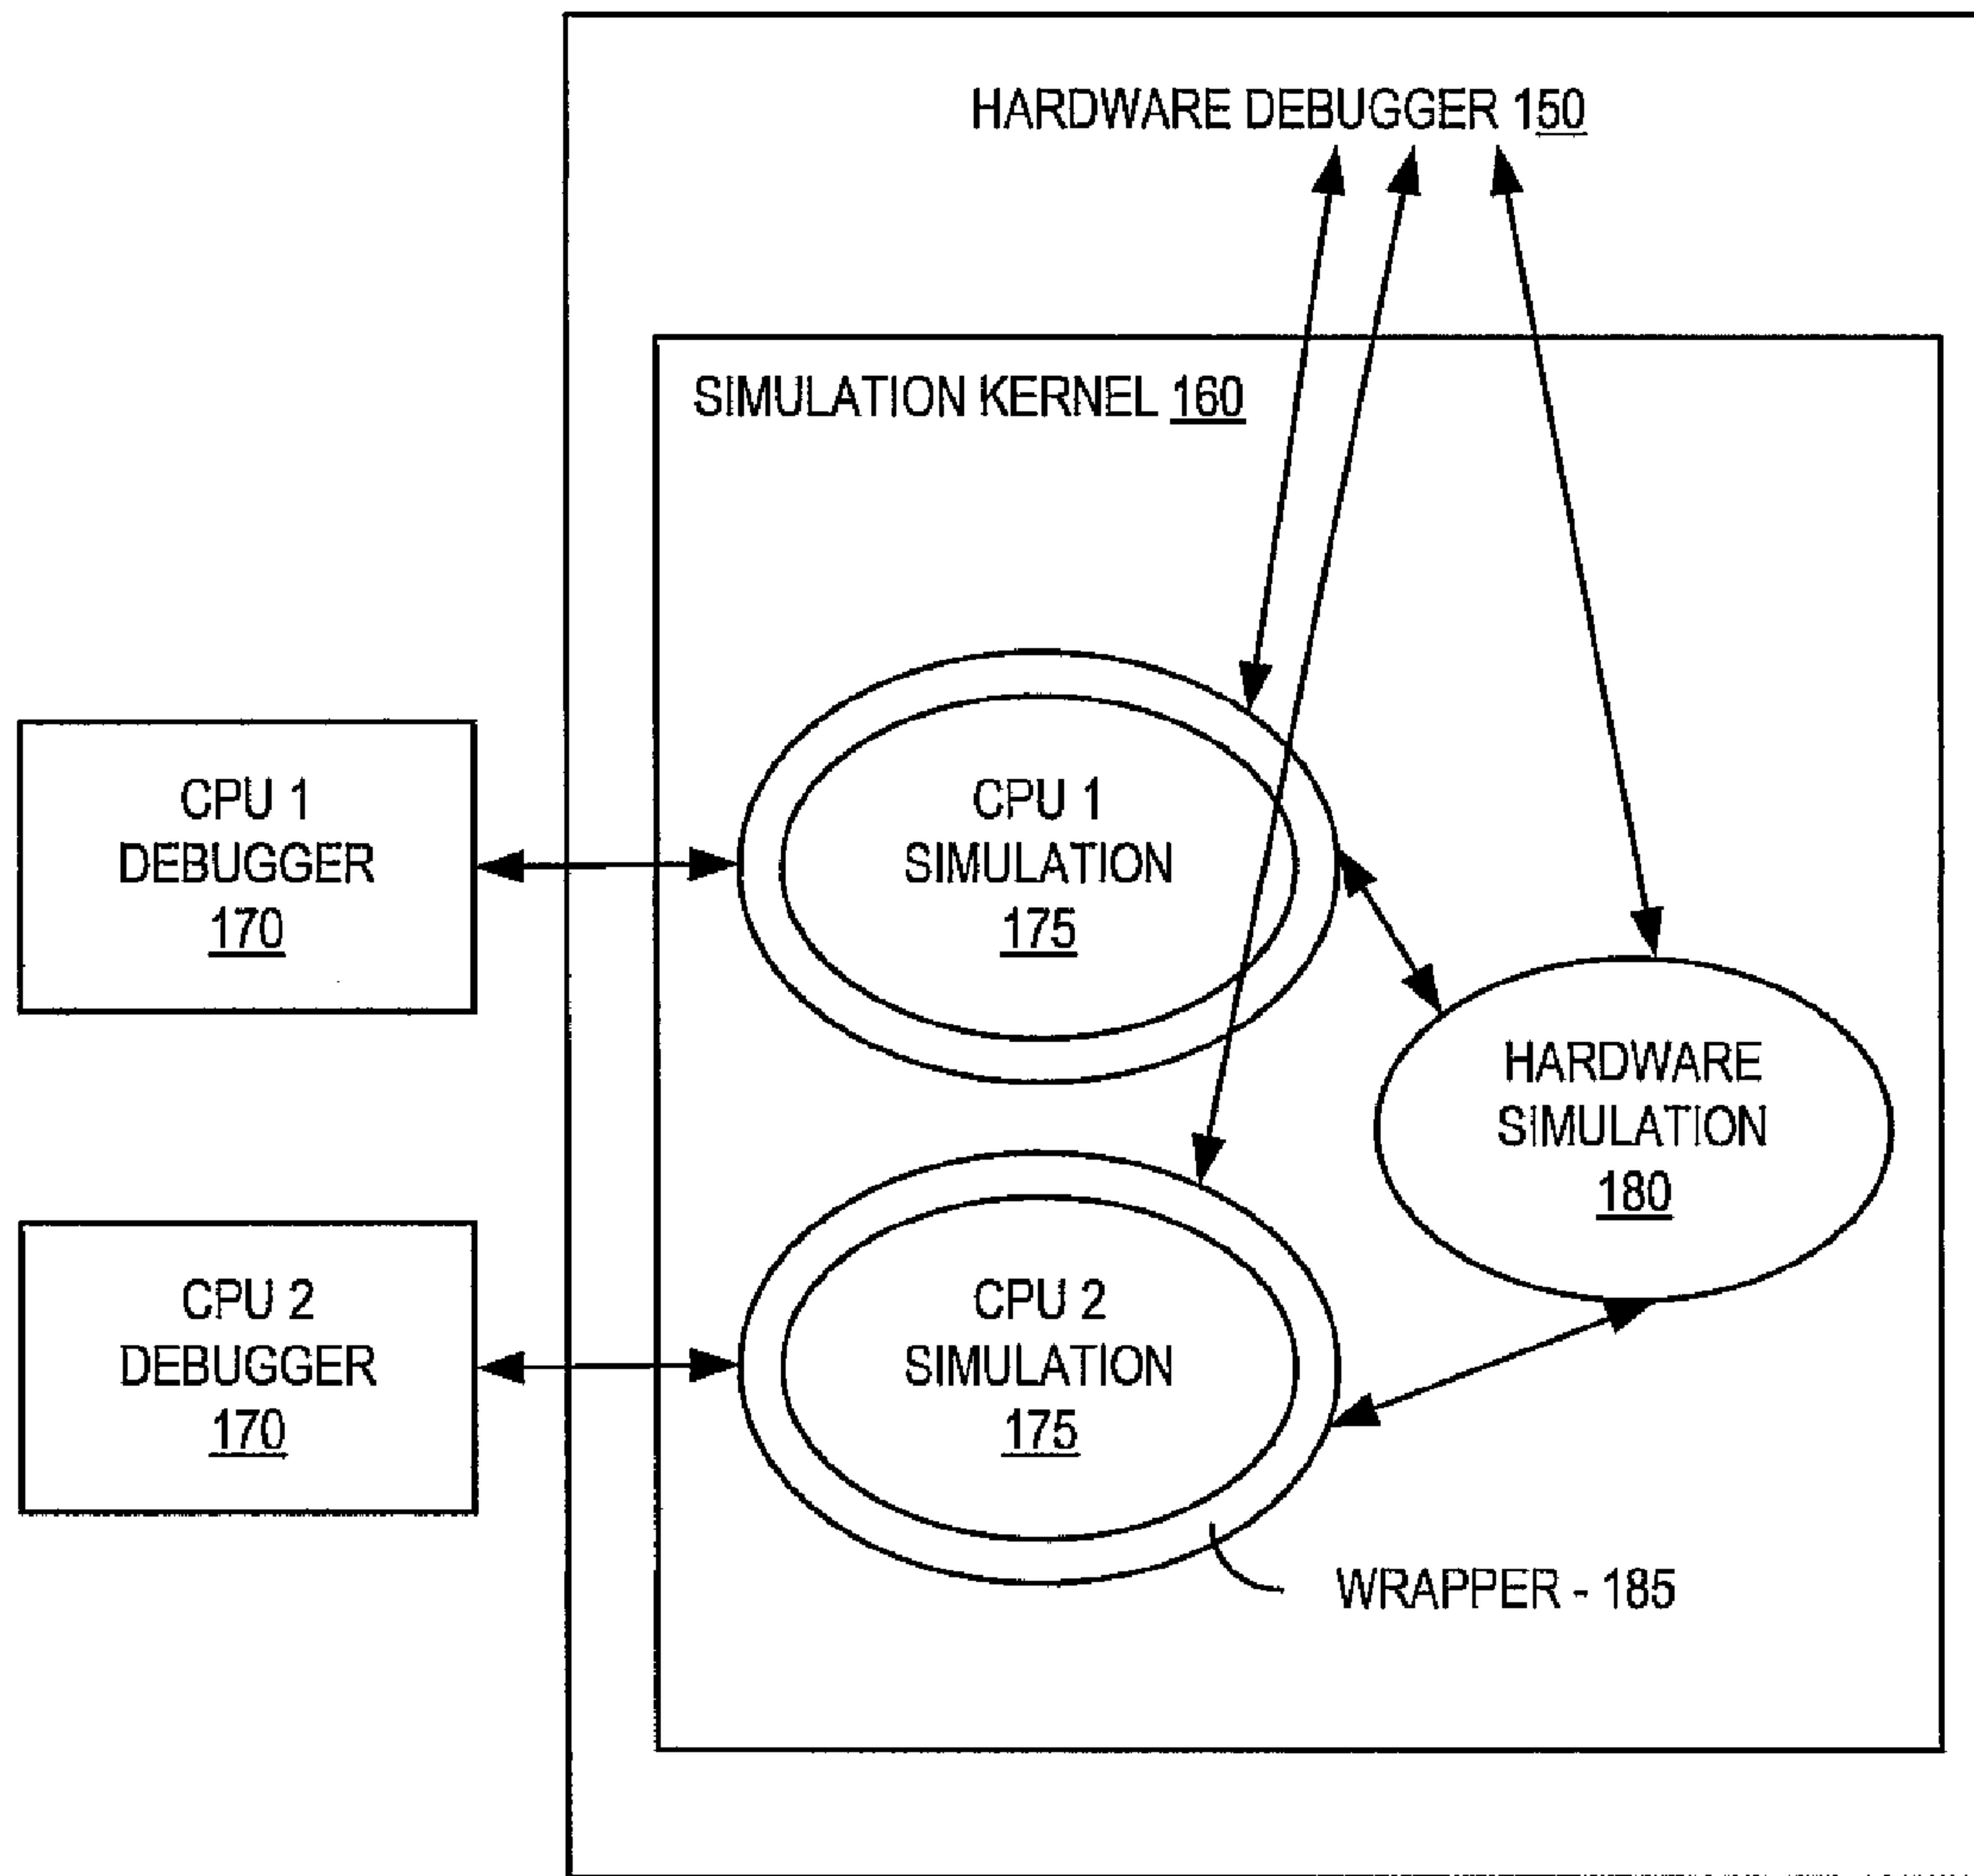 HARDWARE DEBUGGER 150
SIMULATION KERNEL 160
CPU 1
DEBUGGER
170
CPU 1
SIMULATION
175
HARDWARE
SIMULATION
180
CPU 2
DEBUGGER
170
CPU 2
SIMULATION
175
WRAPPER - 185